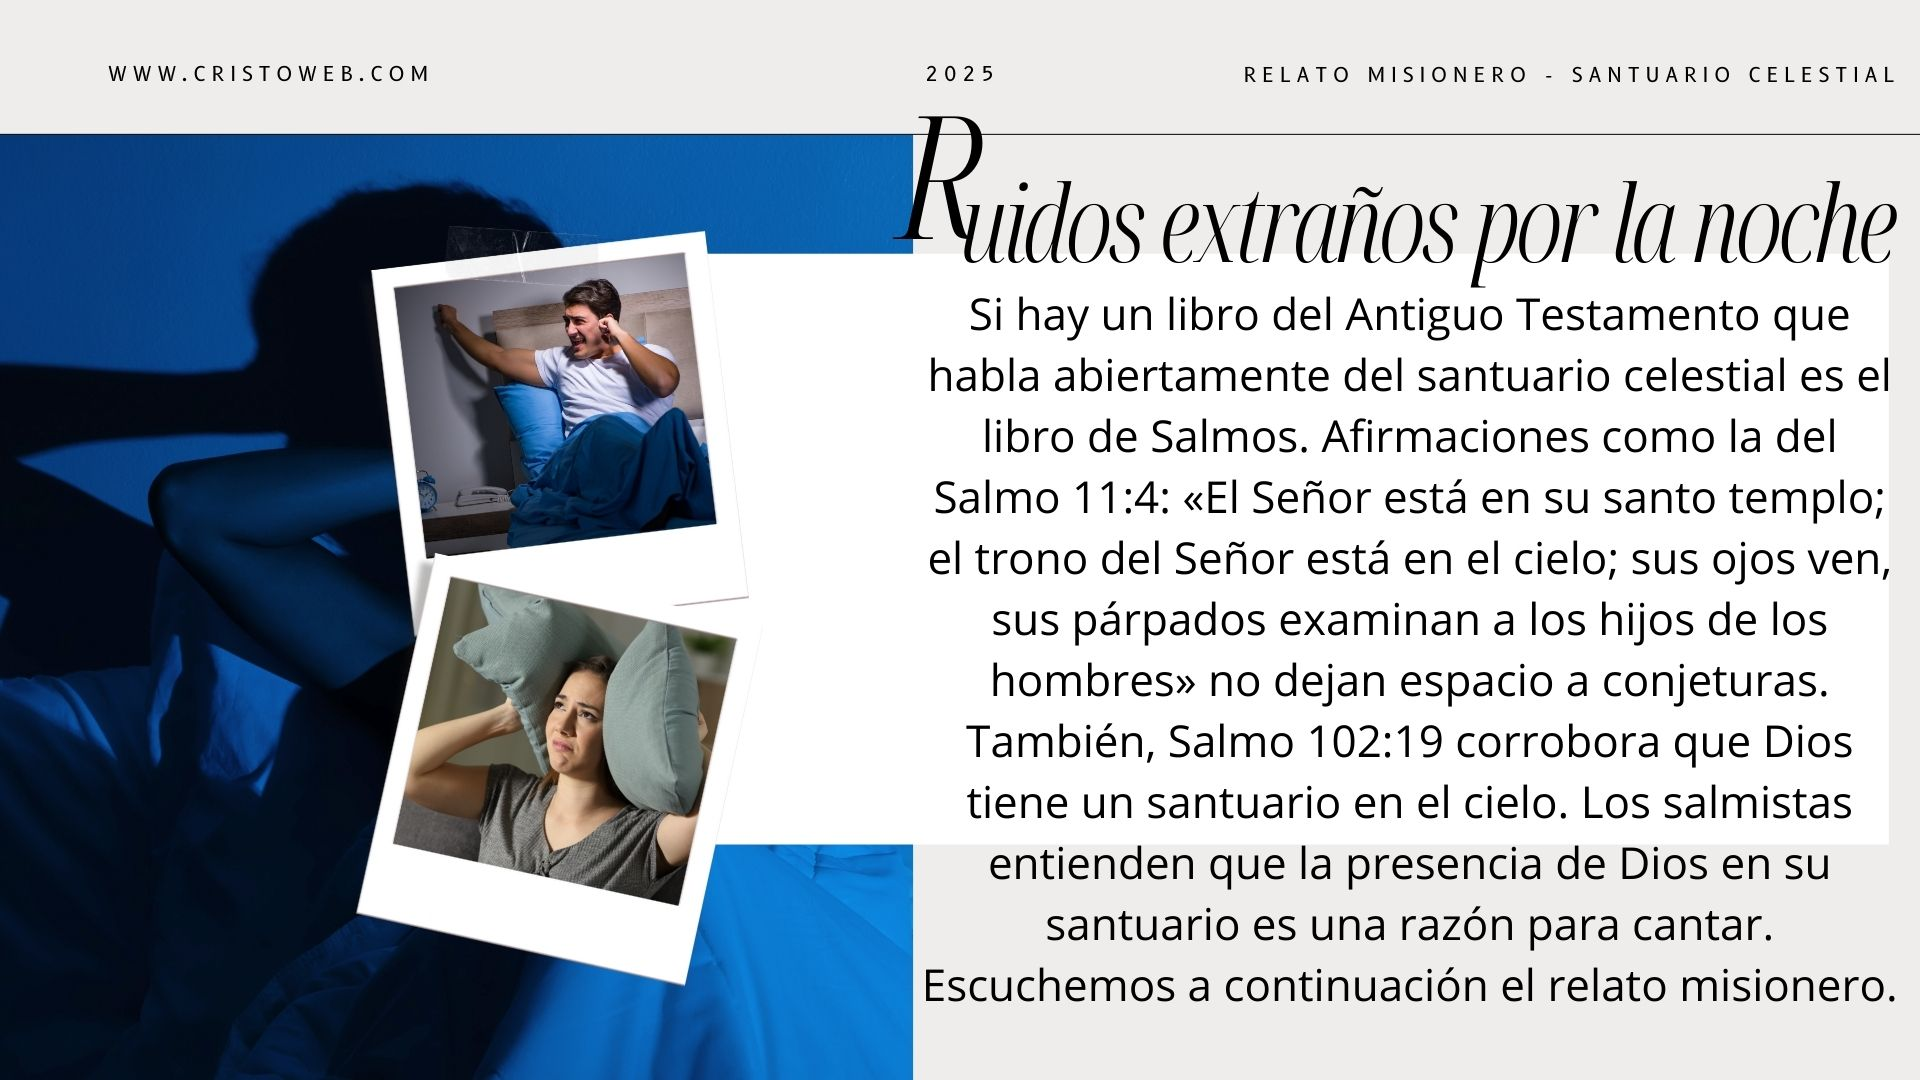 WWW.CRISTOWEB.COM
2025
RELATO MISIONERO - SANTUARIO CELESTIAL
Ruidos extraños por la noche
Si hay un libro del Antiguo Testamento que
habla abiertamente del santuario celestial es el
libro de Salmos. Afirmaciones como la del
Salmo 11:4: «El Señor está en su santo templo;
el trono del Señor está en el cielo; sus ojos ven,
sus párpados examinan a los hijos de los
hombres» no dejan espacio a conjeturas.
También, Salmo 102:19 corrobora que Dios
tiene un santuario en el cielo. Los salmistas
entienden que la presencia de Dios en su
santuario es una razón para cantar.
Escuchemos a continuación el relato misionero.